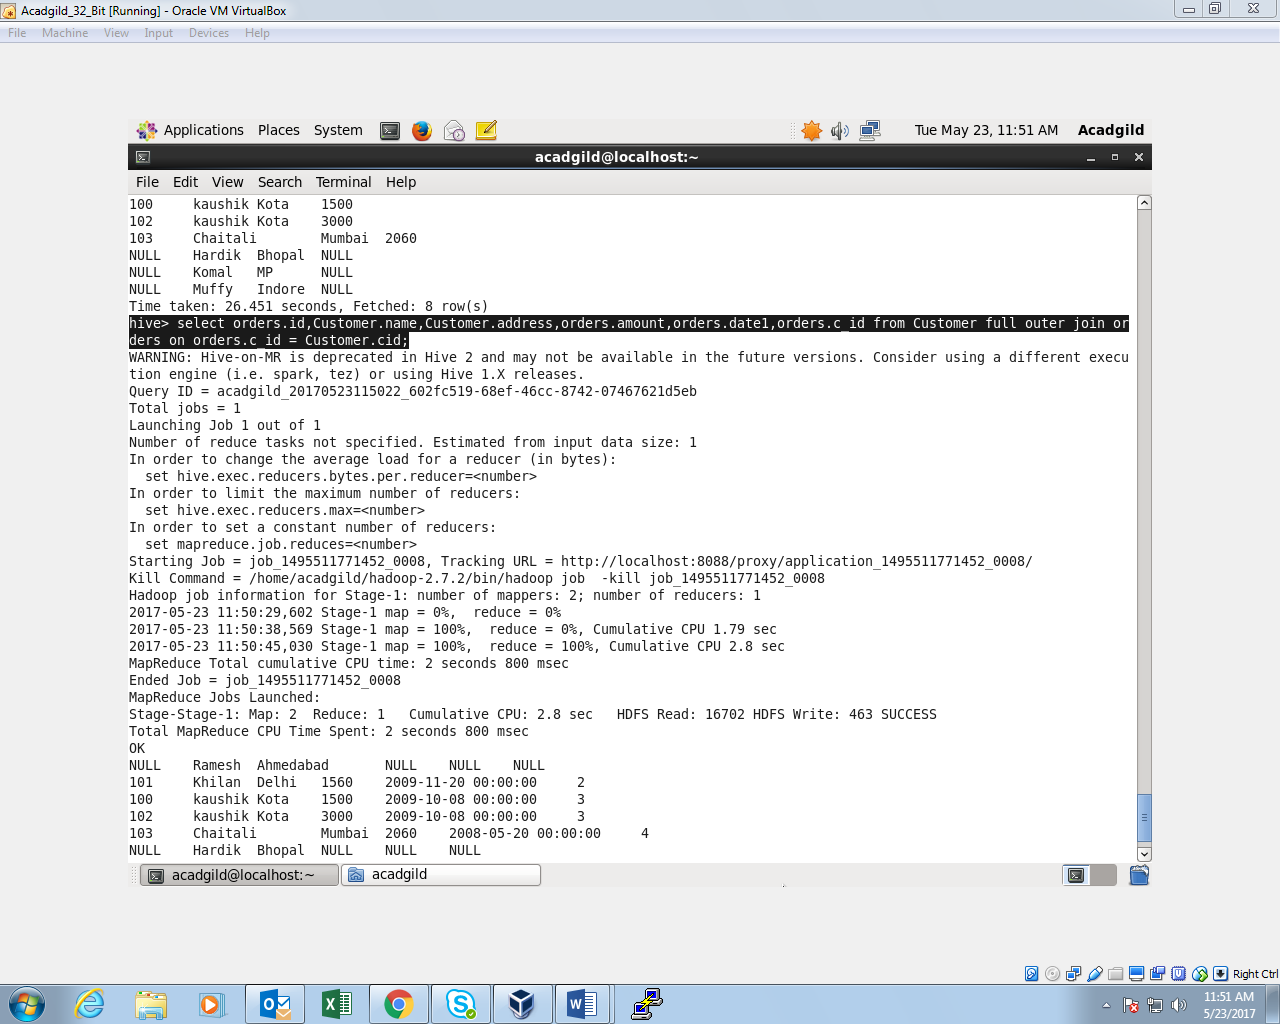 Acadgild_32_Bit [Running] - Oracle VM VirtualBox
File Machine View Input Devices Help
Applications Places System Tue May 23, 11:51 AM Acadgild
acadgild@localhost:~
File Edit View Search Terminal Help
100 kaushik Kota 1500
102 kaushik Kota 3000
103 Chaitali Mumbai 2060
NULL Hardik Bhopal NULL
NULL Komal MP NULL
NULL Muffy Indore NULL
Time taken: 26.451 seconds, Fetched: 8 row(s)
hive> select orders.id,Customer.name,Customer.address,orders.amount,orders.date1,orders.c_id from Customer full outer join or
ders on orders.c_id = Customer.cid;
WARNING: Hive-on-MR is deprecated in Hive 2 and may not be available in the future versions. Consider using a different execu
tion engine (i.e. spark, tez) or using Hive 1.X releases.
Query ID = acadgild_20170523115022_602fc519-68ef-46cc-8742-07467621d5eb
Total jobs = 1
Launching Job 1 out of 1
Number of reduce tasks not specified. Estimated from input data size: 1
In order to change the average load for a reducer (in bytes):
  set hive.exec.reducers.bytes.per.reducer=<number>
In order to limit the maximum number of reducers:
  set hive.exec.reducers.max=<number>
In order to set a constant number of reducers:
  set mapreduce.job.reduces=<number>
Starting Job = job_1495511771452_0008, Tracking URL = http://localhost:8088/proxy/application_1495511771452_0008/
Kill Command = /home/acadgild/hadoop-2.7.2/bin/hadoop job  -kill job_1495511771452_0008
Hadoop job information for Stage-1: number of mappers: 2; number of reducers: 1
2017-05-23 11:50:29,602 Stage-1 map = 0%,  reduce = 0%
2017-05-23 11:50:38,569 Stage-1 map = 100%,  reduce = 0%, Cumulative CPU 1.79 sec
2017-05-23 11:50:45,030 Stage-1 map = 100%,  reduce = 100%, Cumulative CPU 2.8 sec
MapReduce Total cumulative CPU time: 2 seconds 800 msec
Ended Job = job_1495511771452_0008
MapReduce Jobs Launched:
Stage-Stage-1: Map: 2  Reduce: 1   Cumulative CPU: 2.8 sec   HDFS Read: 16702 HDFS Write: 463 SUCCESS
Total MapReduce CPU Time Spent: 2 seconds 800 msec
OK
NULL Ramesh Ahmedabad NULL NULL NULL
101 Khilan Delhi 1560 2009-11-20 00:00:00 2
100 kaushik Kota 1500 2009-10-08 00:00:00 3
102 kaushik Kota 3000 2009-10-08 00:00:00 3
103 Chaitali Mumbai 2060 2008-05-20 00:00:00 4
NULL Hardik Bhopal NULL NULL NULL
acadgild@localhost:~ acadgild
Right Ctrl
11:51 AM
5/23/2017